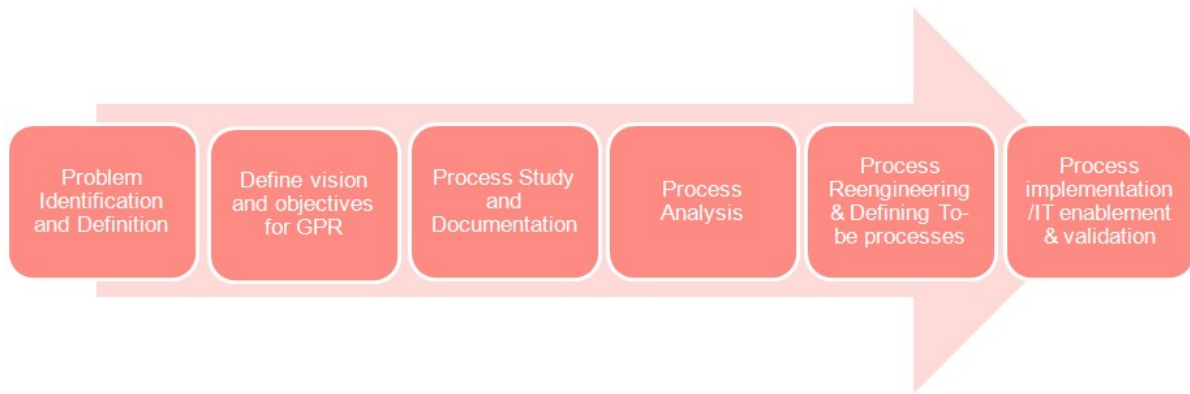 Problem
Identification
and Definition
Define vision
and objectives
for GPR
Process Study
and
Documentation
Process
Analysis
Process
Reengineering
& Defining To-
be processes
Process
implementation
/IT enablement
& validation